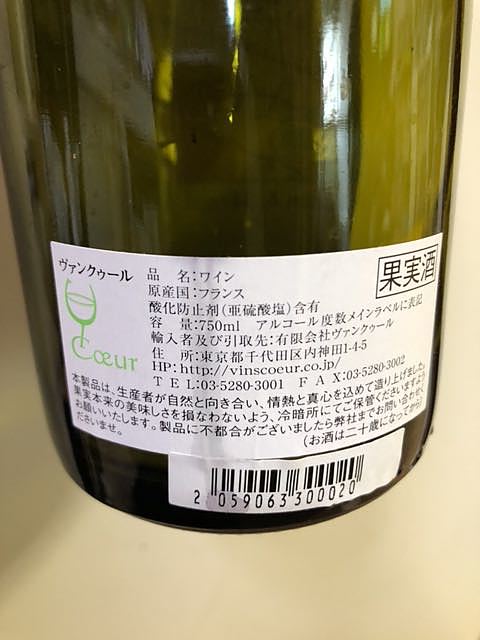 ヴァンクゥール
Cœur
果実酒
品　名：ワイン
原産国：フランス
酸化防止剤（亜硫酸塩）含有
容　量：750ml　アルコール度数メインラベルに表記
輸入者及び引取先：有限会社ヴァンクゥール
住　所：東京都千代田区内神田1-4-5
HP：http://vinscoeur.co.jp/
TEL：03-5280-3001　FAX：03-5280-3002
本製品は、生産者が自然と向き合い、情熱と真心を込めて造り上げました。
果実本来の美味しさを損なわないよう、冷暗所にてご保管くださいますよう
お願いいたします。製品に不都合がございましたら弊社までお問い合わせ、
くださいませ。
（お酒は二十歳になってから）
2 059063 300020